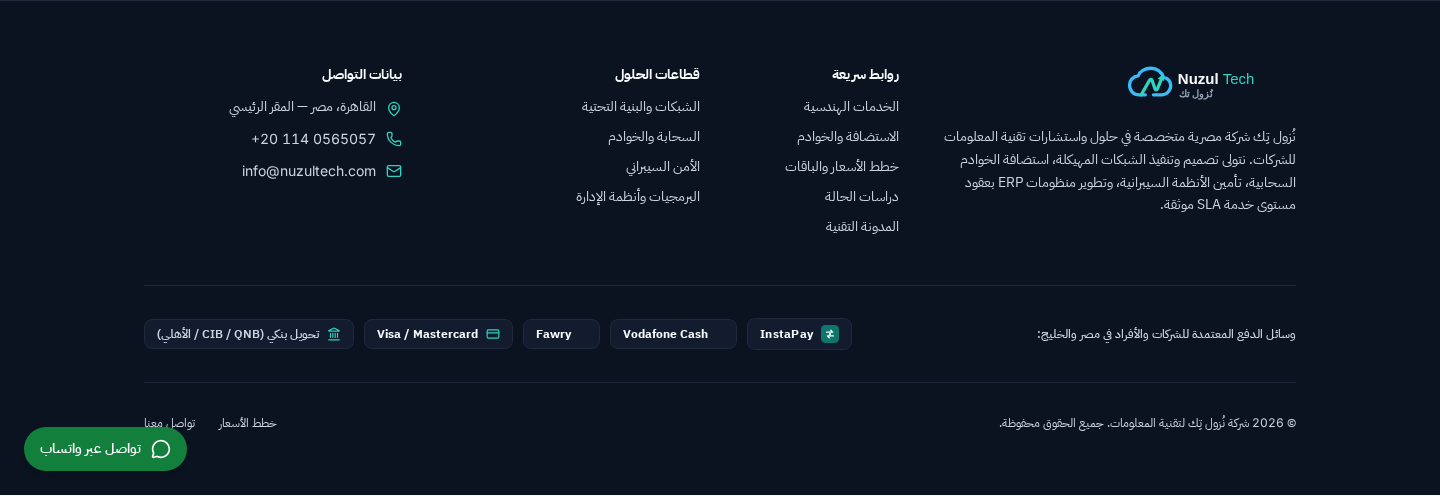 Nuzul Tech
نُزول تك
نُزول تِك شركة مصرية متخصصة في حلول واستشارات تقنية المعلومات
للشركات. نتولى تصميم وتنفيذ الشبكات المهيكلة، استضافة الخوادم
السحابية، تأمين الأنظمة السيبرانية، وتطوير منظومات ERP بعقود
مستوى خدمة SLA موثقة.
روابط سريعة
الخدمات الهندسية
الاستضافة والخوادم
خطط الأسعار والباقات
دراسات الحالة
المدونة التقنية
قطاعات الحلول
الشبكات والبنية التحتية
السحابة والخوادم
الأمن السيبراني
البرمجيات وأنظمة الإدارة
بيانات التواصل
القاهرة، مصر — المقر الرئيسي
+20 114 0565057
info@nuzultech.com
وسائل الدفع المعتمدة للشركات والأفراد في مصر والخليج:
InstaPay
Vodafone Cash
Fawry
Visa / Mastercard
تحويل بنكي (CIB / QNB / الأهلي)
© 2026 شركة نُزول تِك لتقنية المعلومات. جميع الحقوق محفوظة.
خطط الأسعار
تواصل معنا
تواصل عبر واتساب